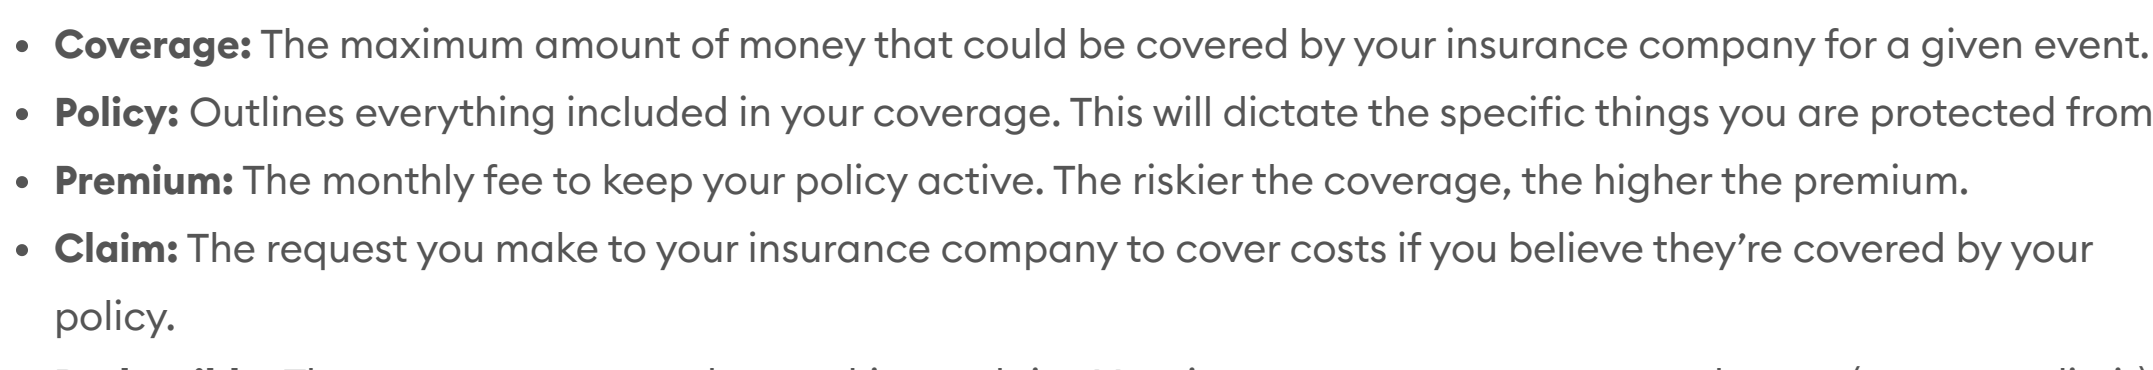 • Coverage: The maximum amount of money that could be covered by your insurance company for a given event.
• Policy: Outlines everything included in your coverage. This will dictate the specific things you are protected from
• Premium: The monthly fee to keep your policy active. The riskier the coverage, the higher the premium.
• Claim: The request you make to your insurance company to cover costs if you believe they’re covered by your
policy.